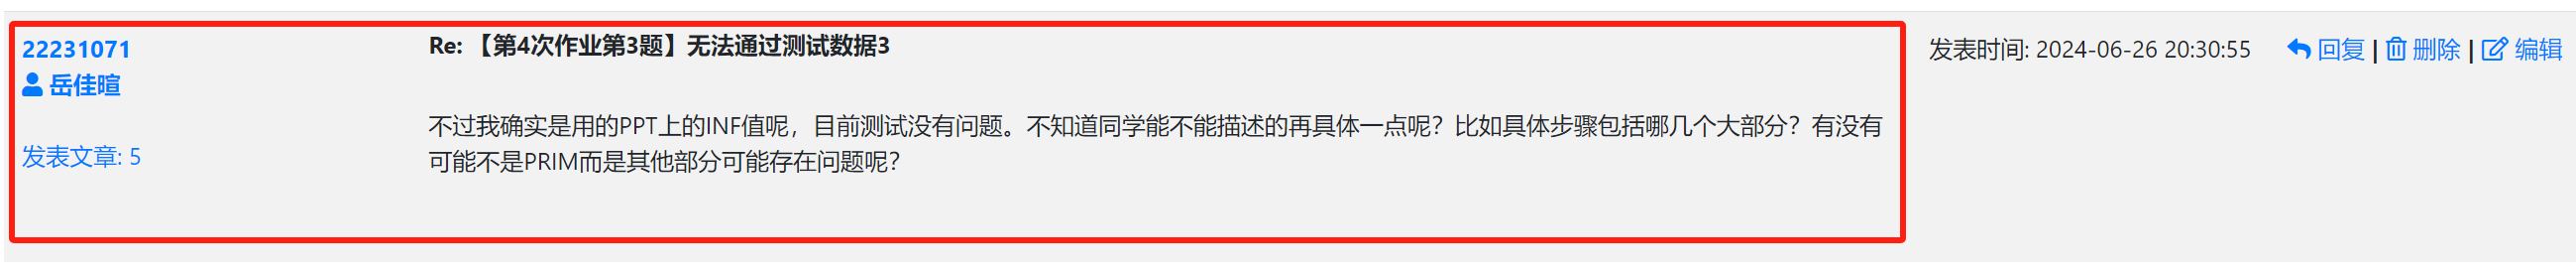 22231071
岳佳暄
发表文章: 5
Re: 【第4次作业第3题】无法通过测试数据3
不过我确实是用的PPT上的INF值呢，目前测试没有问题。不知道同学能不能描述的再具体一点呢？比如具体步骤包括哪几个大部分？有没有
可能不是PRIM而是其他部分可能存在问题呢？
发表时间: 2024-06-26 20:30:55 回复 | 删除 | 编辑